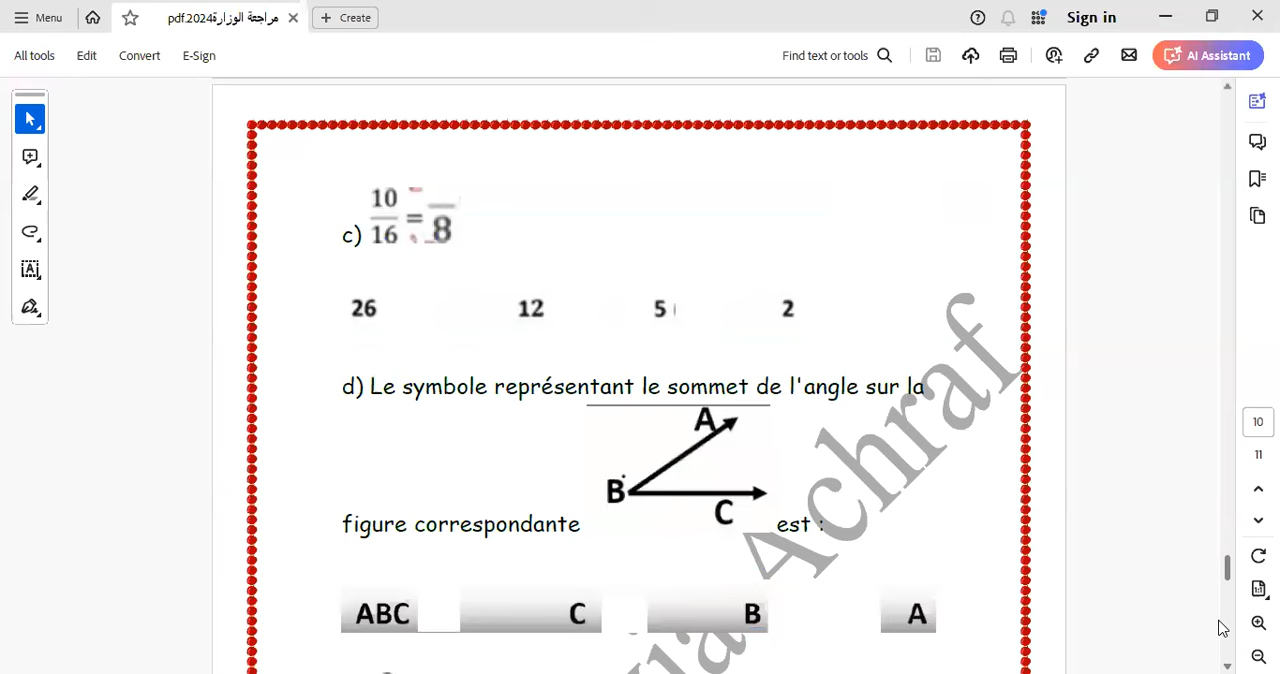 Menu
pdf.2024مراجعة الوزارة
Create
Sign in
All tools
Edit
Convert
E-Sign
Find text or tools
AI Assistant
c) 10/16 = /8
26 12 5 2
d) Le symbole représentant le sommet de l'angle sur la
A
B
C
figure correspondante est :
ABC C B A
Achraf
10
11